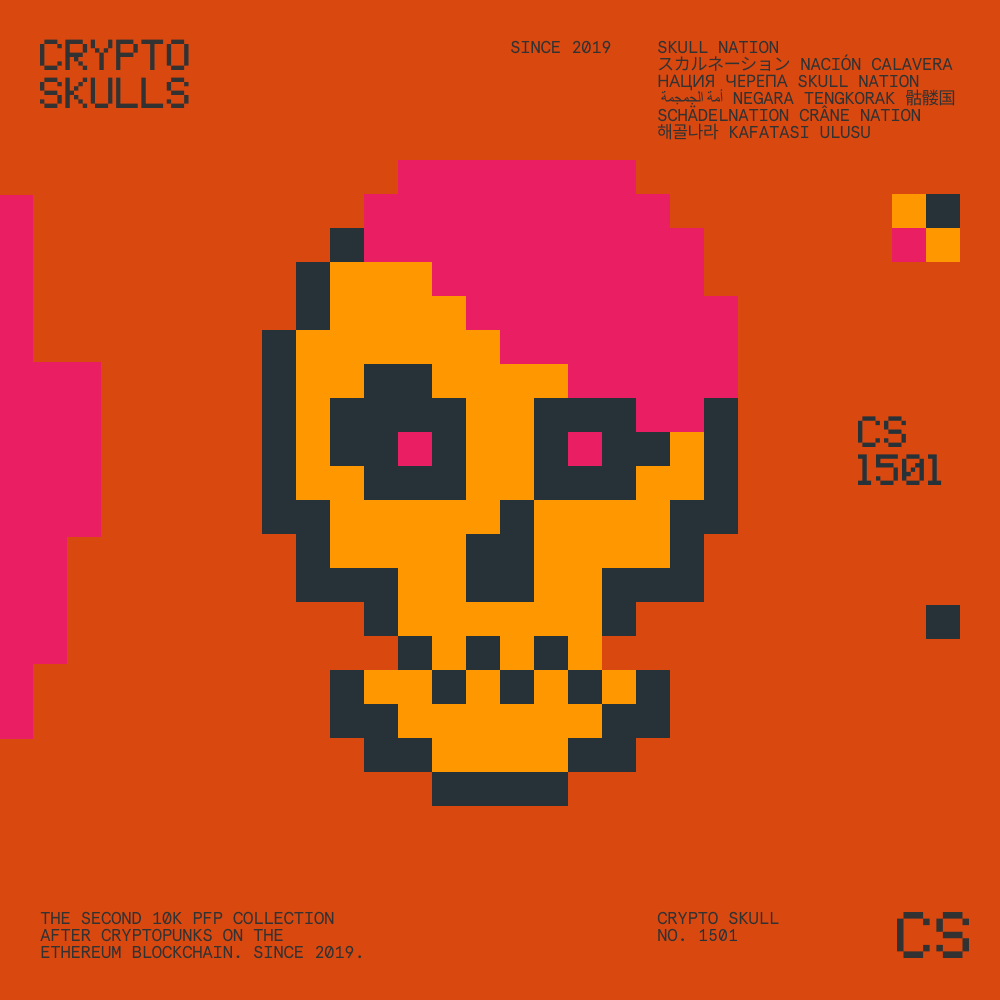 CRYPTO
SKULLS
SINCE 2019
SKULL NATION
スカルネーション NACIÓN CALAVERA
НАЦИЯ ЧЕРЕПА SKULL NATION
أمة الجمجمة NEGARA TENGKORAK 骷髅国
SCHÄDELNATION CRÂNE NATION
해골나라 KAFATASI ULUSU
CS
1501
THE SECOND 10K PFP COLLECTION
AFTER CRYPTOPUNKS ON THE
ETHEREUM BLOCKCHAIN. SINCE 2019.
CRYPTO SKULL
NO. 1501
CS